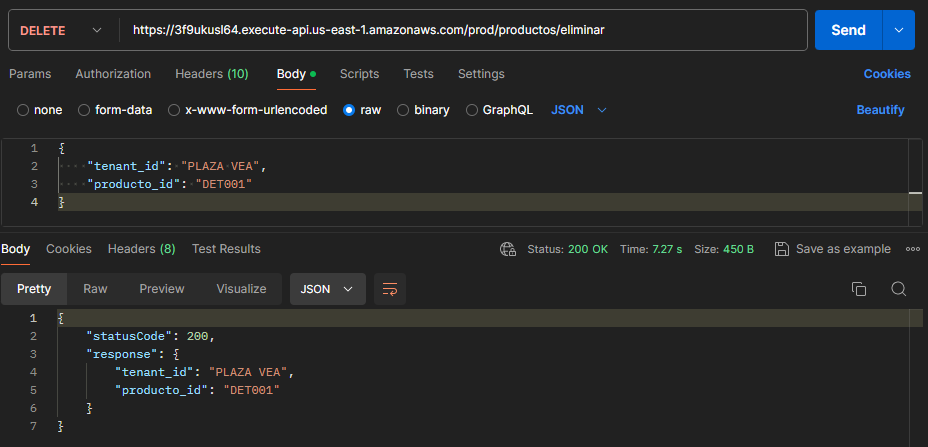 DELETE https://3f9ukusl64.execute-api.us-east-1.amazonaws.com/prod/productos/eliminar Send
Params Authorization Headers (10) Body Scripts Tests Settings Cookies
none form-data x-www-form-urlencoded raw binary GraphQL JSON Beautify
1 {
2 "tenant_id": "PLAZA VEA",
3 "producto_id": "DET001"
4 }
Body Cookies Headers (8) Test Results Status: 200 OK Time: 7.27 s Size: 450 B Save as example
Pretty Raw Preview Visualize JSON
1 {
2 "statusCode": 200,
3 "response": {
4 "tenant_id": "PLAZA VEA",
5 "producto_id": "DET001"
6 }
7 }